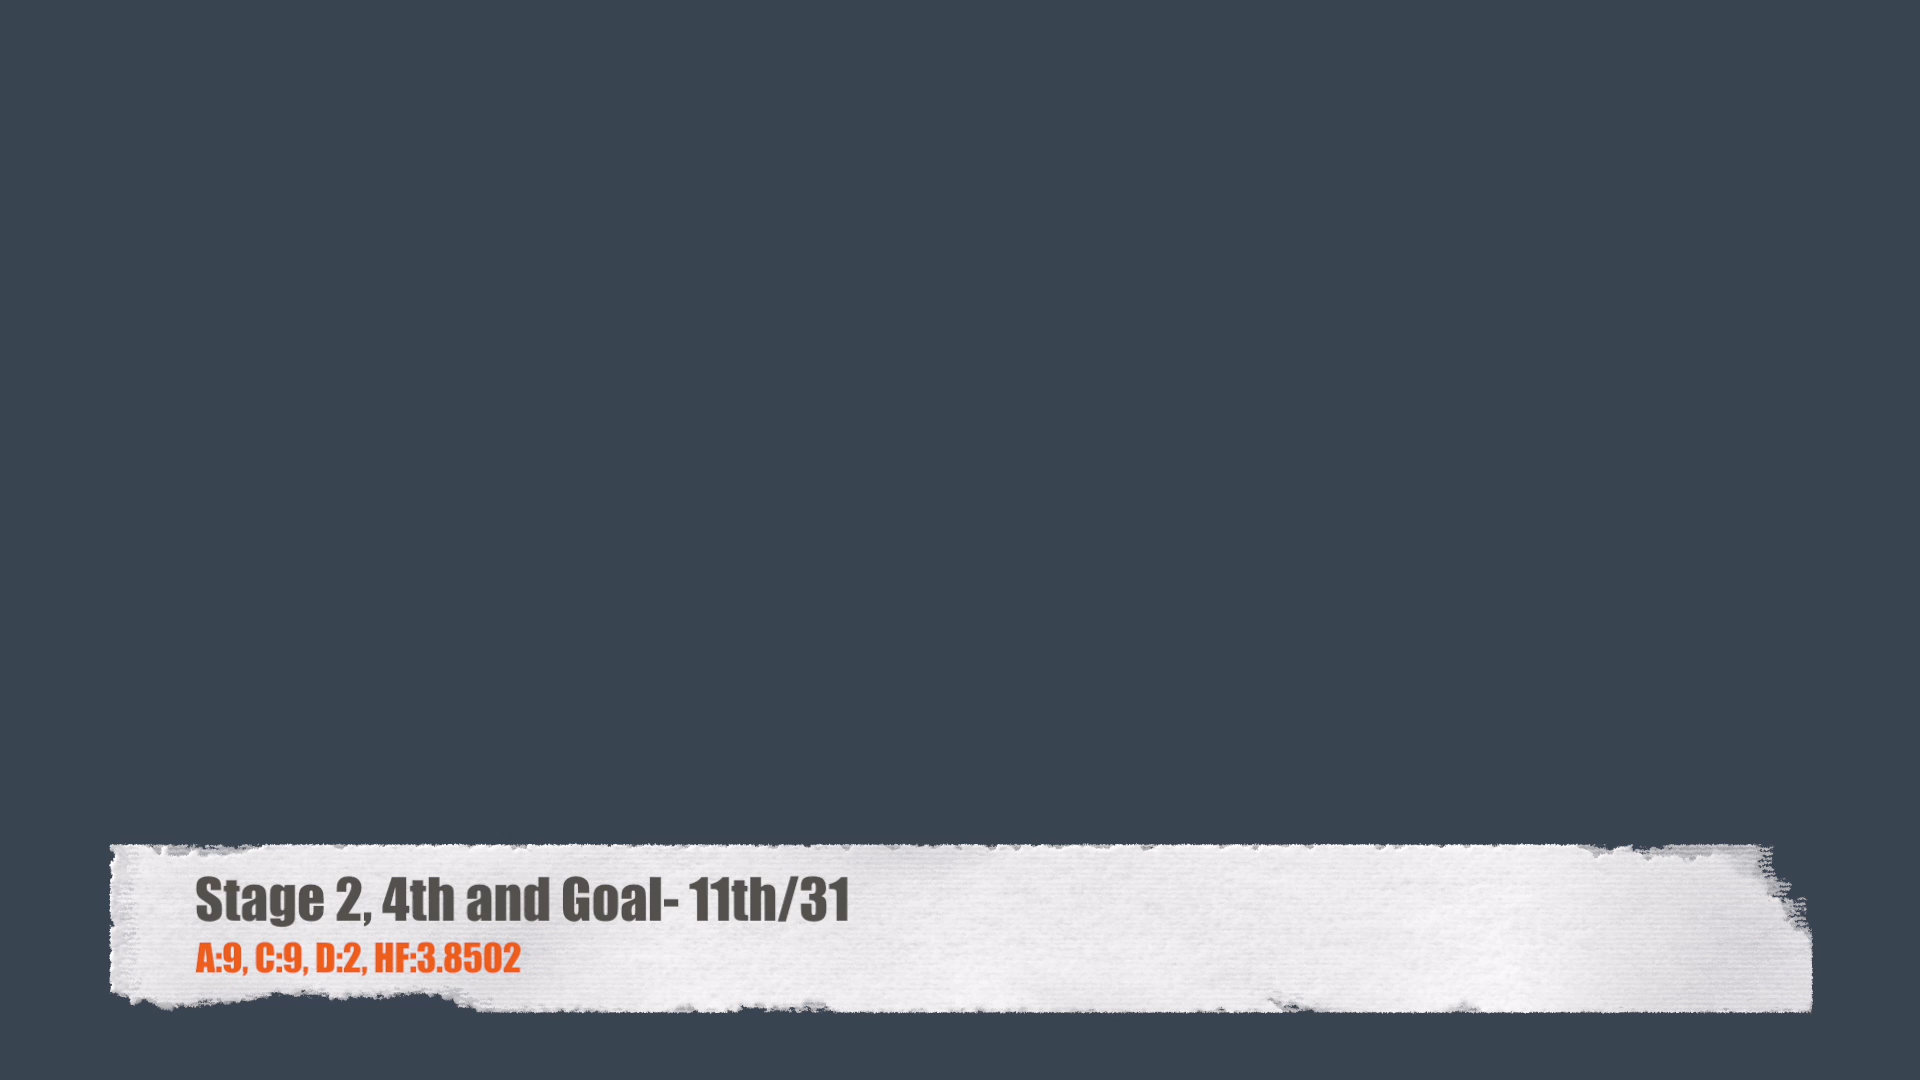 Stage 2, 4th and Goal- 11th/31
A:9, C:9, D:2, HF:3.8502